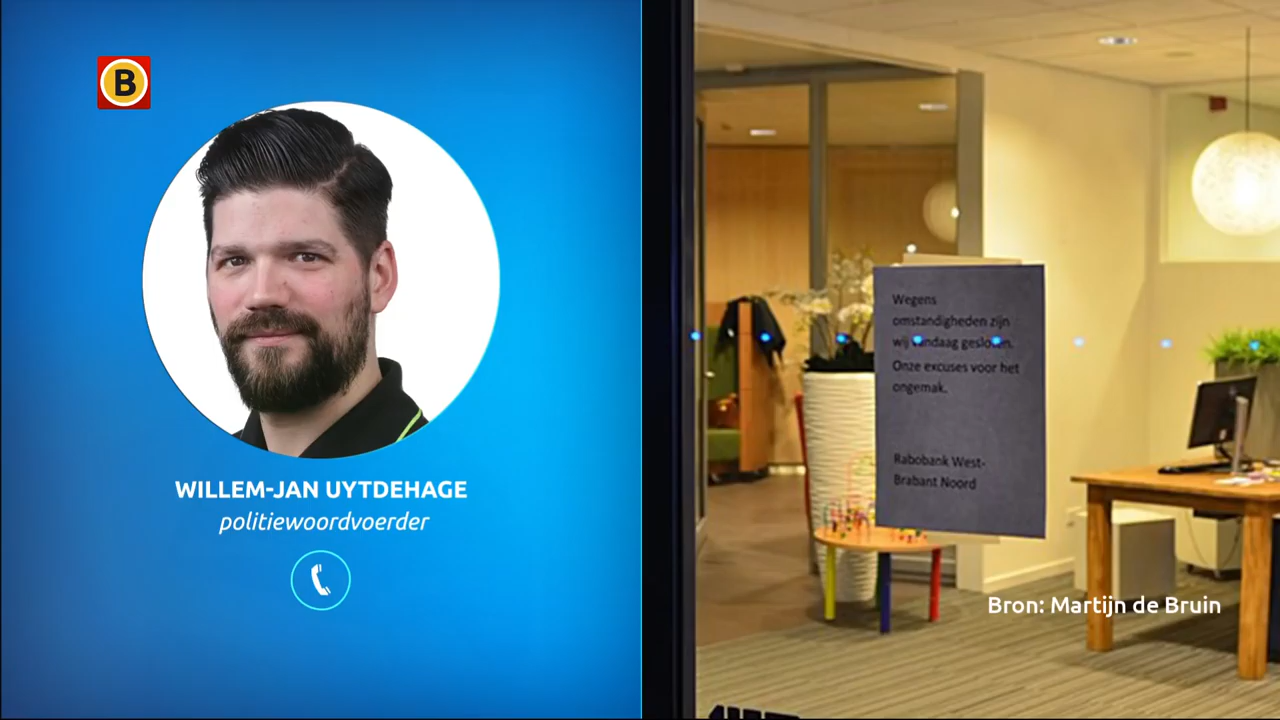 B
WILLEM-JAN UYTDEHAGE
politiewoordvoerder
Wegens
omstandigheden zijn
wij vandaag gesloten.
Onze excuses voor het
ongemak.
Rabobank West-
Brabant Noord
Bron: Martijn de Bruin